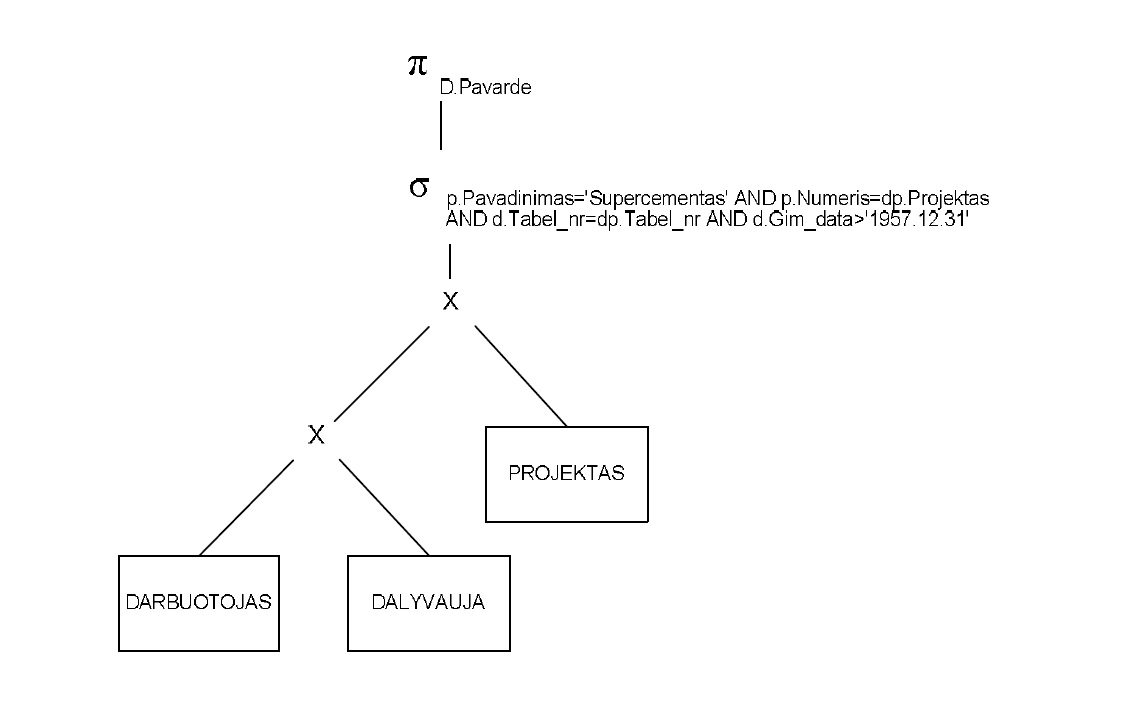 π
D.Pavarde
σ
p.Pavadinimas='Supercementas' AND p.Numeris=dp.Projektas
AND d.Tabel_nr=dp.Tabel_nr AND d.Gim_data>'1957.12.31'
X
X
PROJEKTAS
DARBUOTOJAS
DALYVAUJA